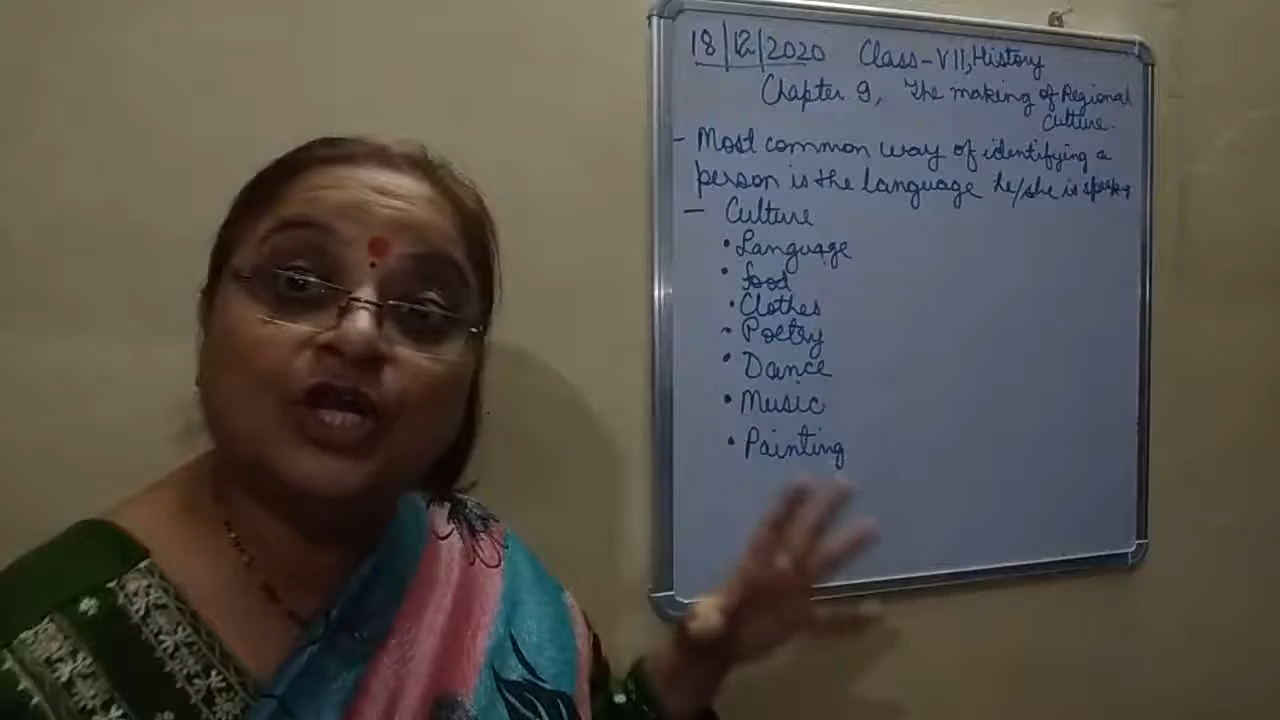 18/12/2020 Class-VII, History
Chapter 9, The making of Regional
Culture.
- Most common way of identifying a
person is the language he/she is speaking
- Culture
• Language
• food
• Clothes
• Poetry
• Dance
• Music
• Painting